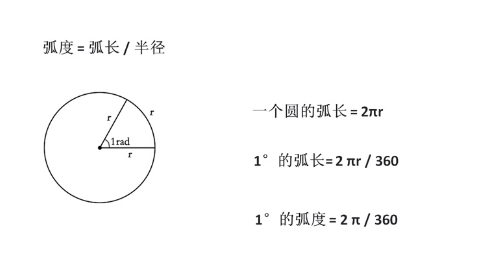 弧度 = 弧长 / 半径
r
r
1rad
r
一个圆的弧长 = 2πr
1° 的弧长= 2 πr / 360
1° 的弧度 = 2 π / 360